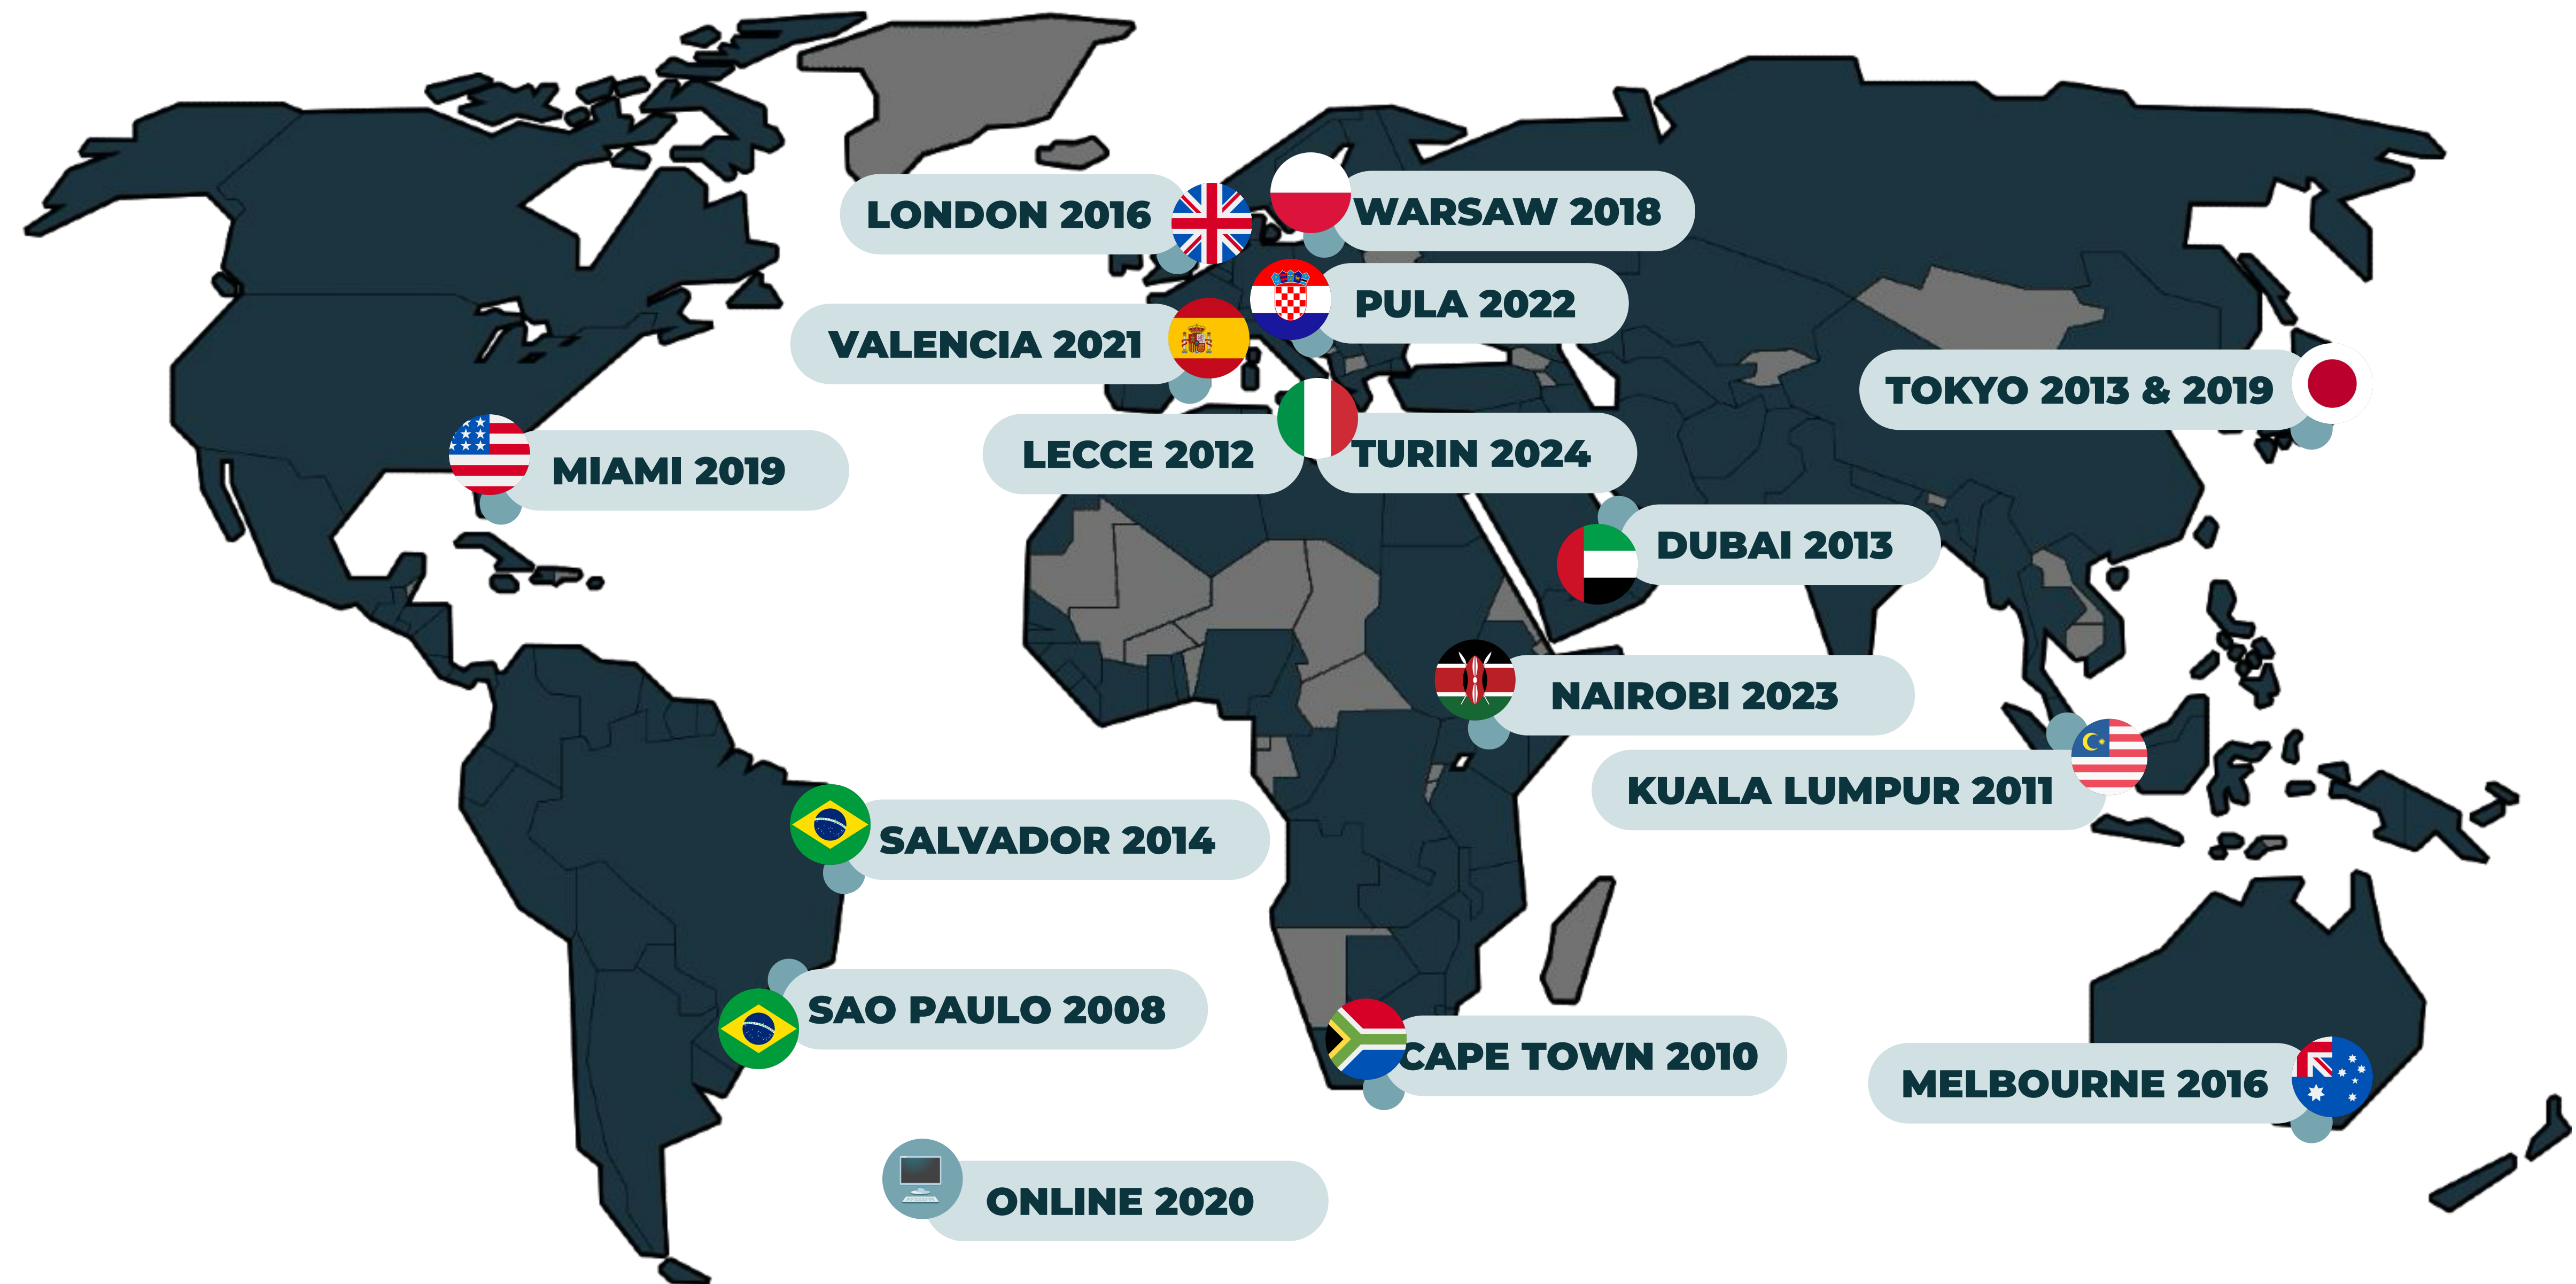 LONDON 2016
WARSAW 2018
PULA 2022
VALENCIA 2021
TOKYO 2013 & 2019
MIAMI 2019
LECCE 2012
TURIN 2024
DUBAI 2013
NAIROBI 2023
KUALA LUMPUR 2011
SALVADOR 2014
SAO PAULO 2008
CAPE TOWN 2010
MELBOURNE 2016
ONLINE 2020